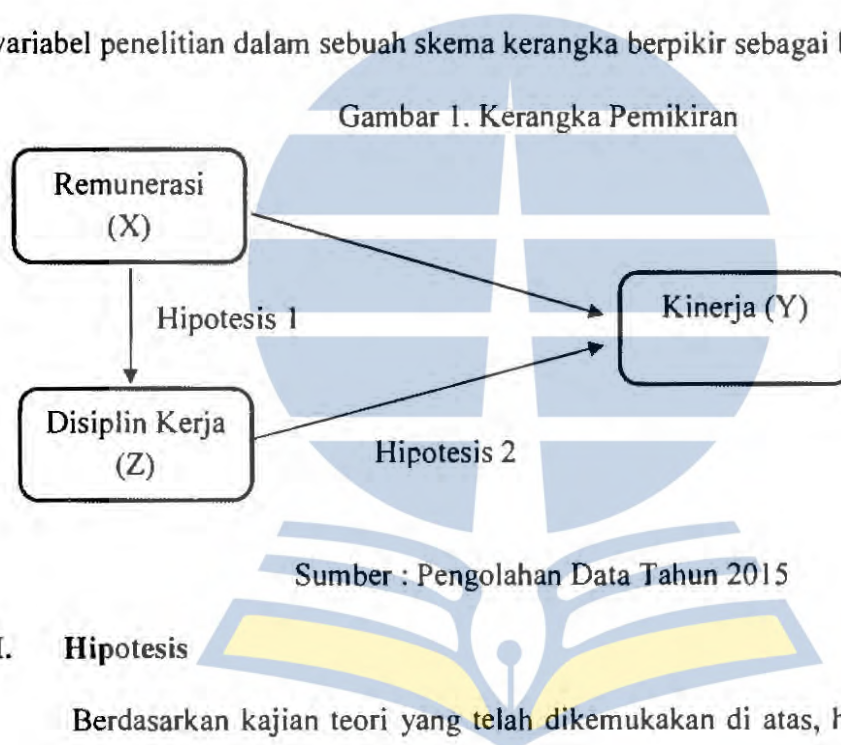 variabel penelitian dalam sebuah skema kerangka berpikir sebagai
Gambar 1. Kerangka Pemikiran
Remunerasi
(X)
Hipotesis 1
Kinerja (Y)
Disiplin Kerja
(Z)
Hipotesis 2
Sumber : Pengolahan Data Tahun 2015
I. Hipotesis
Berdasarkan kajian teori yang telah dikemukakan di atas,